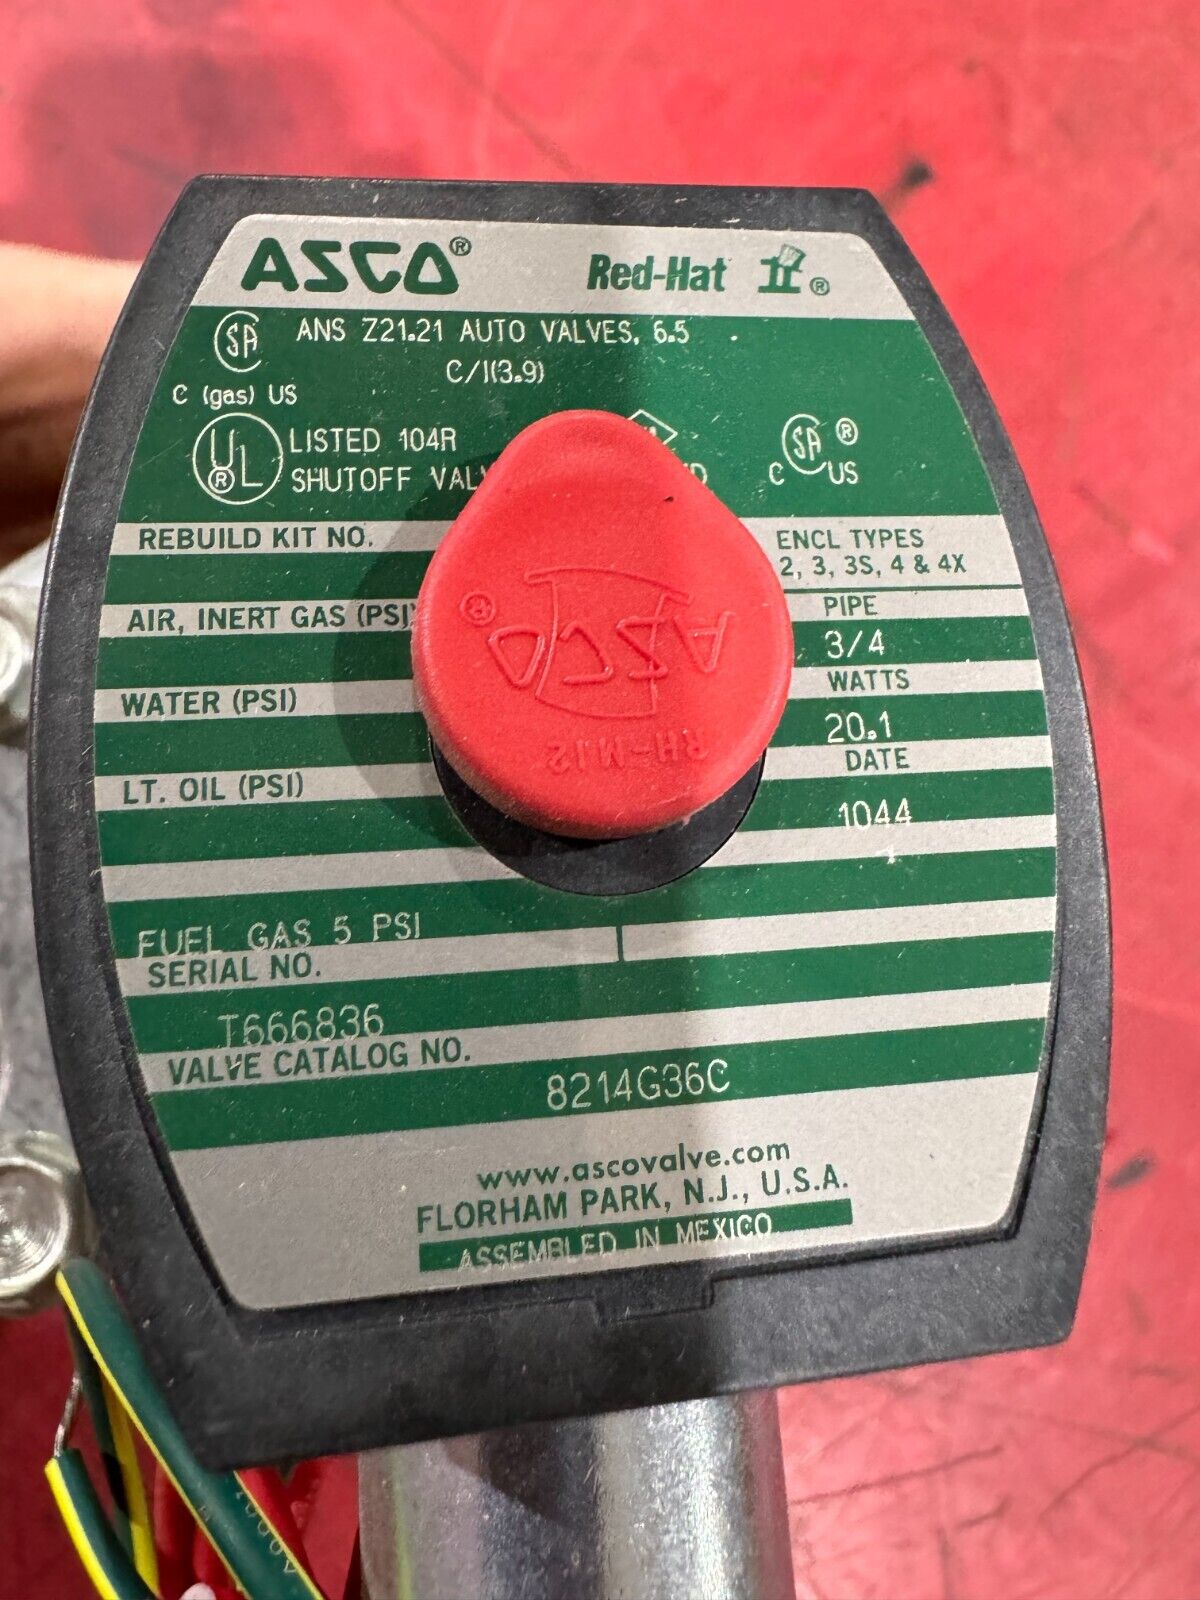 ASCO® Red-Hat II®
SA ANS Z21.21 AUTO VALVES, 6.5
C/I(3.9)
C (gas) US
UL® LISTED 104R
SHUTOFF
C SA® US
REBUILD KIT NO.
ENCL TYPES
2, 3, 3S, 4 & 4X
AIR, INERT GAS (PSI)
PIPE
3/4
WATER (PSI)
WATTS
20.1
LT. OIL (PSI)
DATE
1044
ASCO®
RH-M12
FUEL GAS 5 PSI
SERIAL NO.
T666836
VALVE CATALOG NO.
8214G36C
www.ascovalve.com
FLORHAM PARK, N.J., U.S.A.
ASSEMBLED IN MEXICO